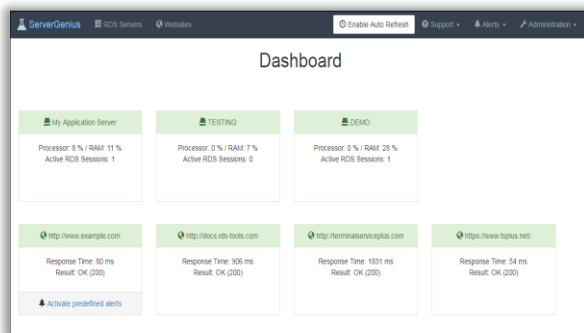 ServerGenius RDS Servers Websites Enable Auto Refresh Support Alerts Administration
Dashboard
My Application Server
Processor: 8 % / RAM: 11 %
Active RDS Sessions: 1
TESTING
Processor: 0 % / RAM: 7 %
Active RDS Sessions: 0
DEMO
Processor: 0 % / RAM: 28 %
Active RDS Sessions: 1
http://www.example.com
Response Time: 80 ms
Result: OK (200)
Activate predefined alerts
http://docs.rds-tools.com
Response Time: 906 ms
Result: OK (200)
http://terminalserviceplus.com
Response Time: 1831 ms
Result: OK (200)
https://www.tsplus.net/
Response Time: 54 ms
Result: OK (200)